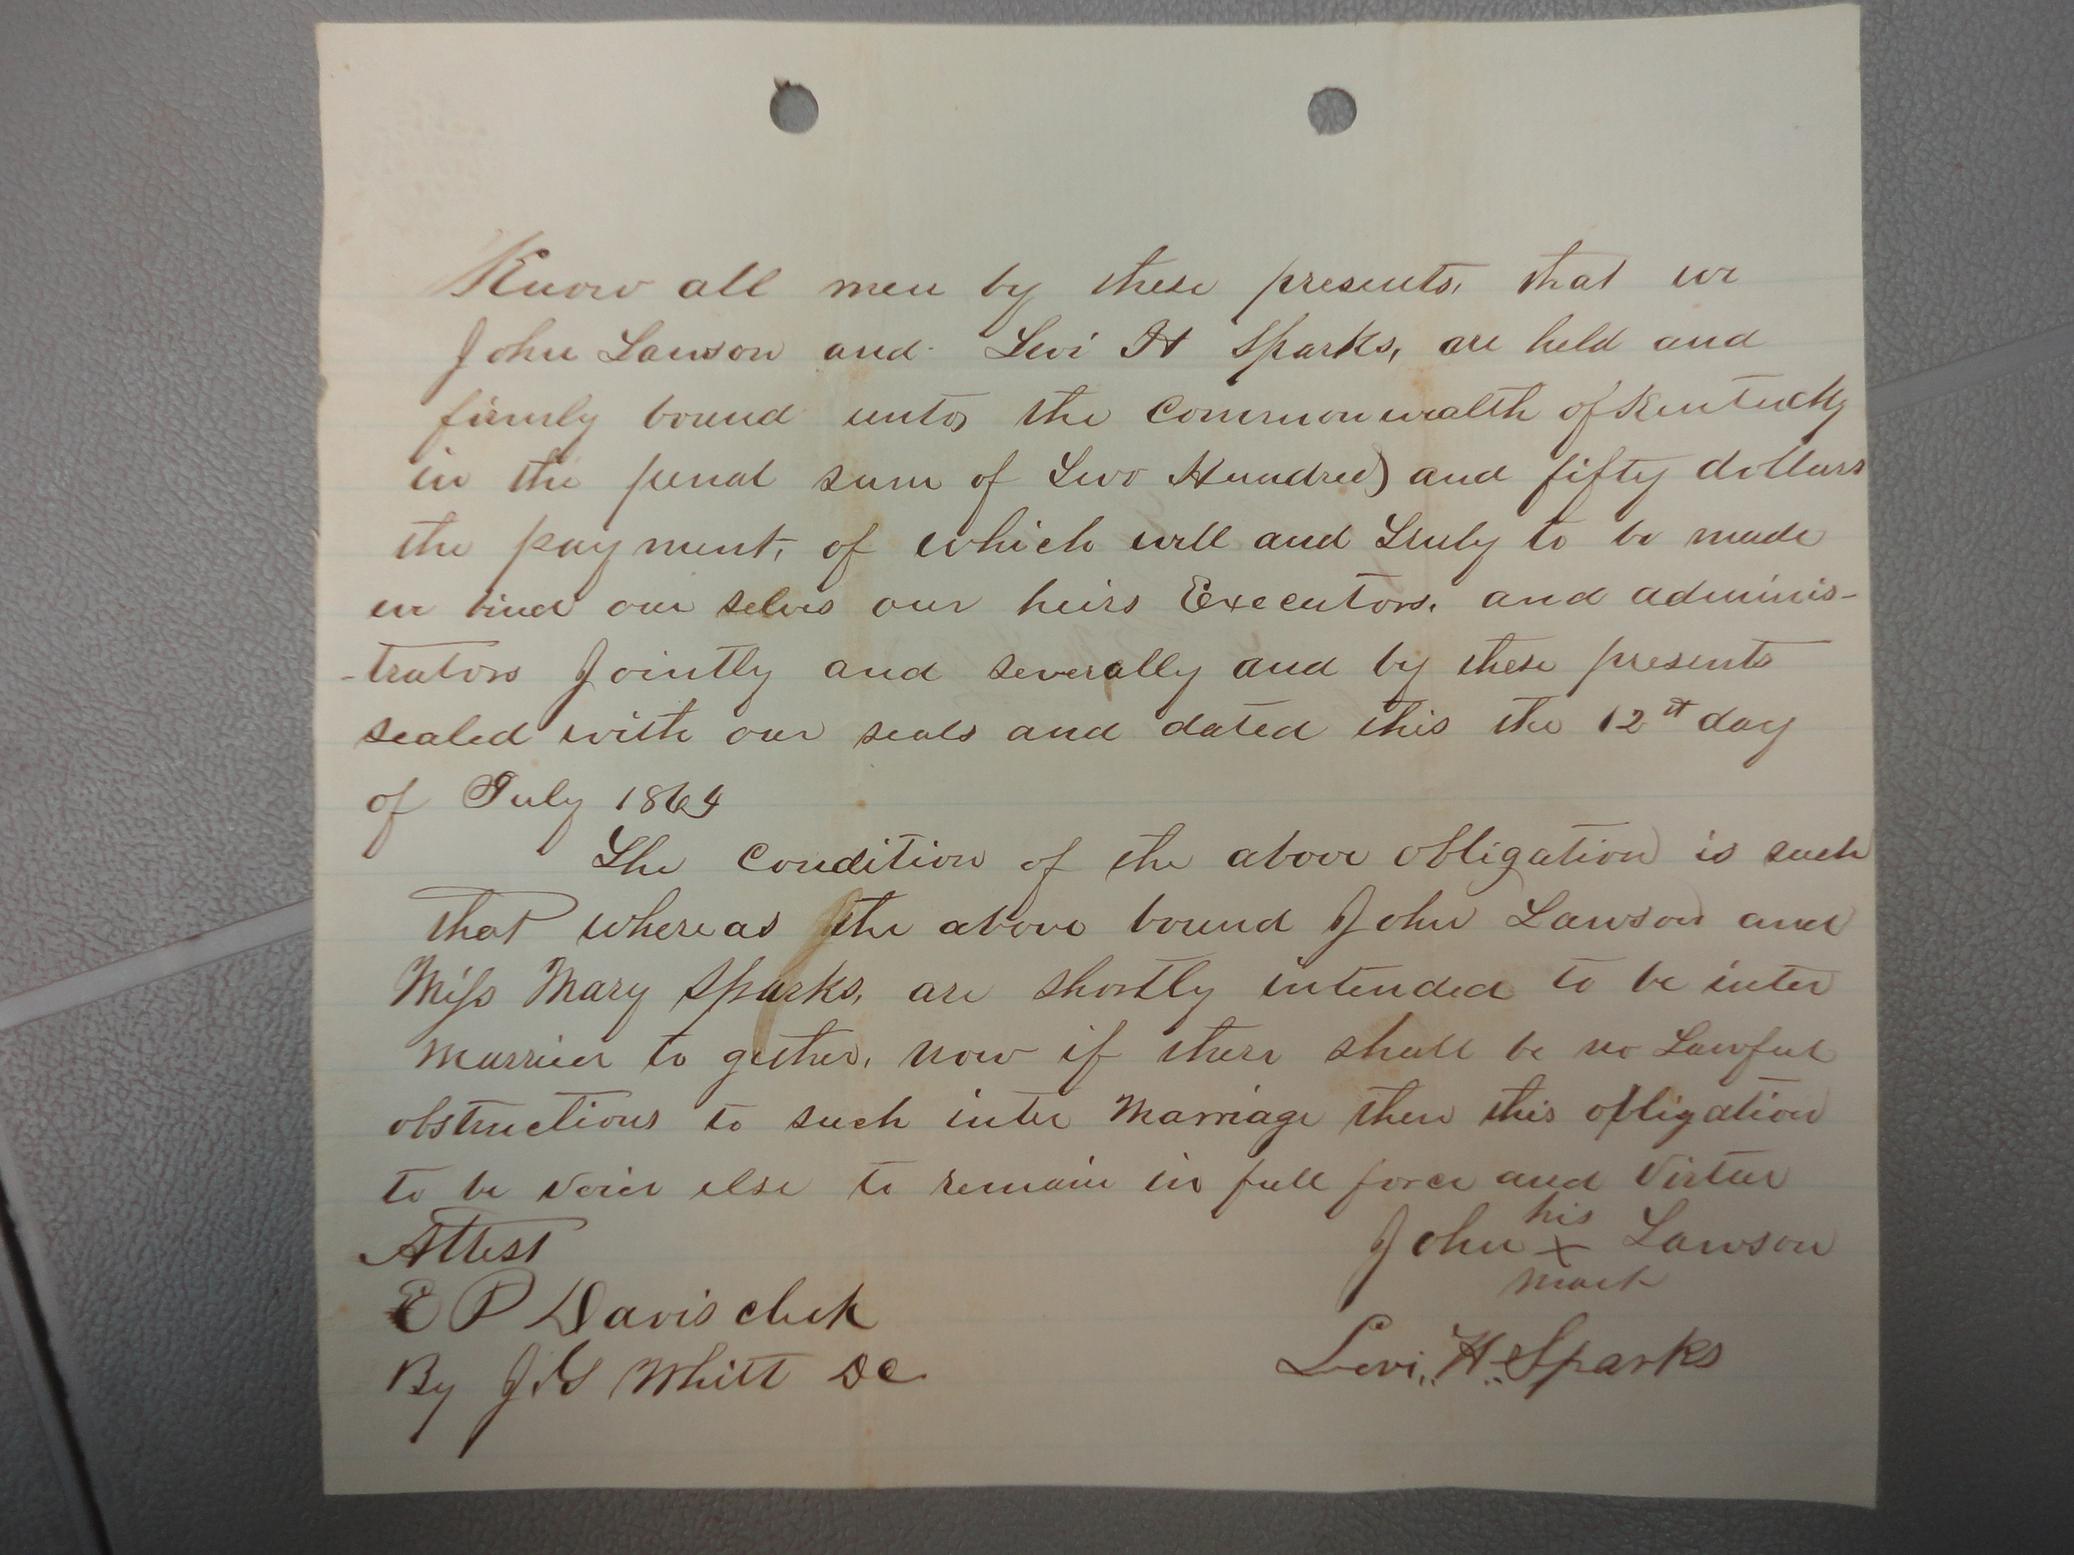 Know all men by these presents, that we
John Lawson and Levi H Sparks, are held and
firmly bound unto the Commonwealth of Kentucky
in the penal sum of Two Hundred and fifty dollars
the payment, of which well and Truly to be made
we bind our selves our heirs Executors, and adminis-
-trators Jointly and severally and by these presents
sealed with our seals and dated this the 12th day
of July 1864
The Condition of the above obligation is such
that whereas the above bound John Lawson and
Miss Mary Sparks, are shortly intended to be inter
married to gether, now if there shall be no Lawful
obstructions to such inter Marriage then this obligation
to be void else to remain in full force and Virtue
Attest
John his x mark Lawson
E P Davis clerk
By J W Whitt DC
Levi, H. Sparks